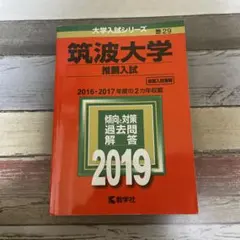 大学入試シリーズ
29
筑波大学
推薦入試
2016・2017年度の2カ年収載
傾向と対策
過去問
解答
2019
教学社